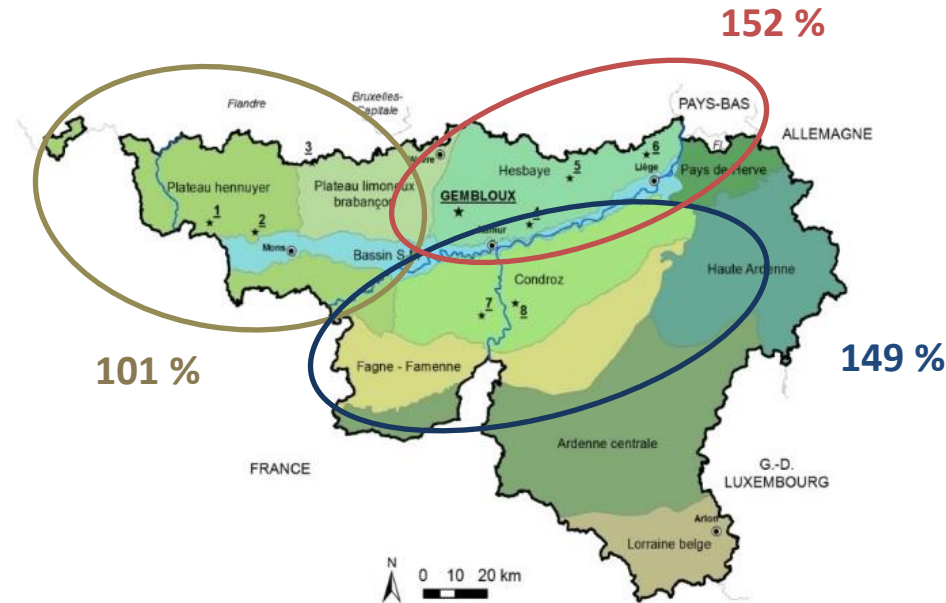 152 %
Flandre
Bruxelles-
Capitale
PAYS-BAS
ALLEMAGNE
3
6
Liège
Pays de Herve
5
Hesbaye
Plateau hennuyer
Plateau limoneux
brabançon
GEMBLOUX
1
2
4
Mons
Bassin S
Haute Ardenne
Condroz
7
8
101 %
149 %
Fagne - Famenne
Ardenne centrale
FRANCE
G.-D.
LUXEMBOURG
Arlon
Lorraine belge
N
0 10 20 km